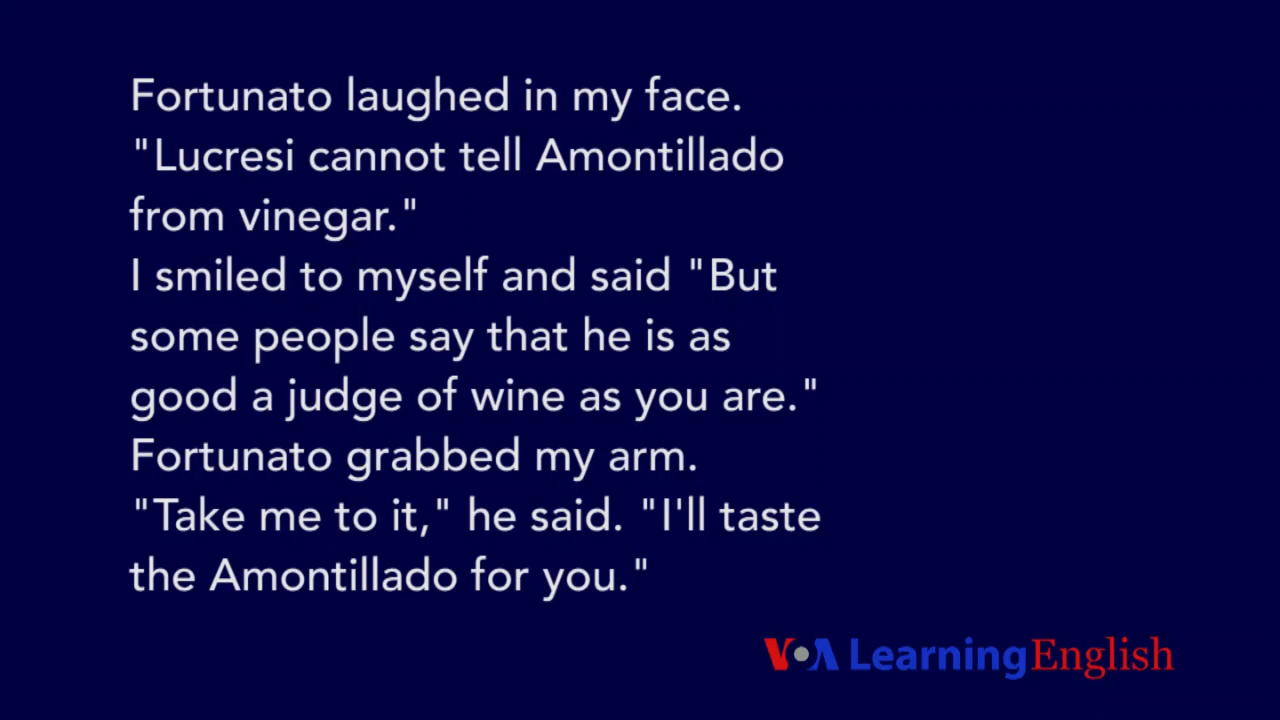 Fortunato laughed in my face.
"Lucresi cannot tell Amontillado
from vinegar."
I smiled to myself and said "But
some people say that he is as
good a judge of wine as you are."
Fortunato grabbed my arm.
"Take me to it," he said. "I'll taste
the Amontillado for you."
VOA Learning English